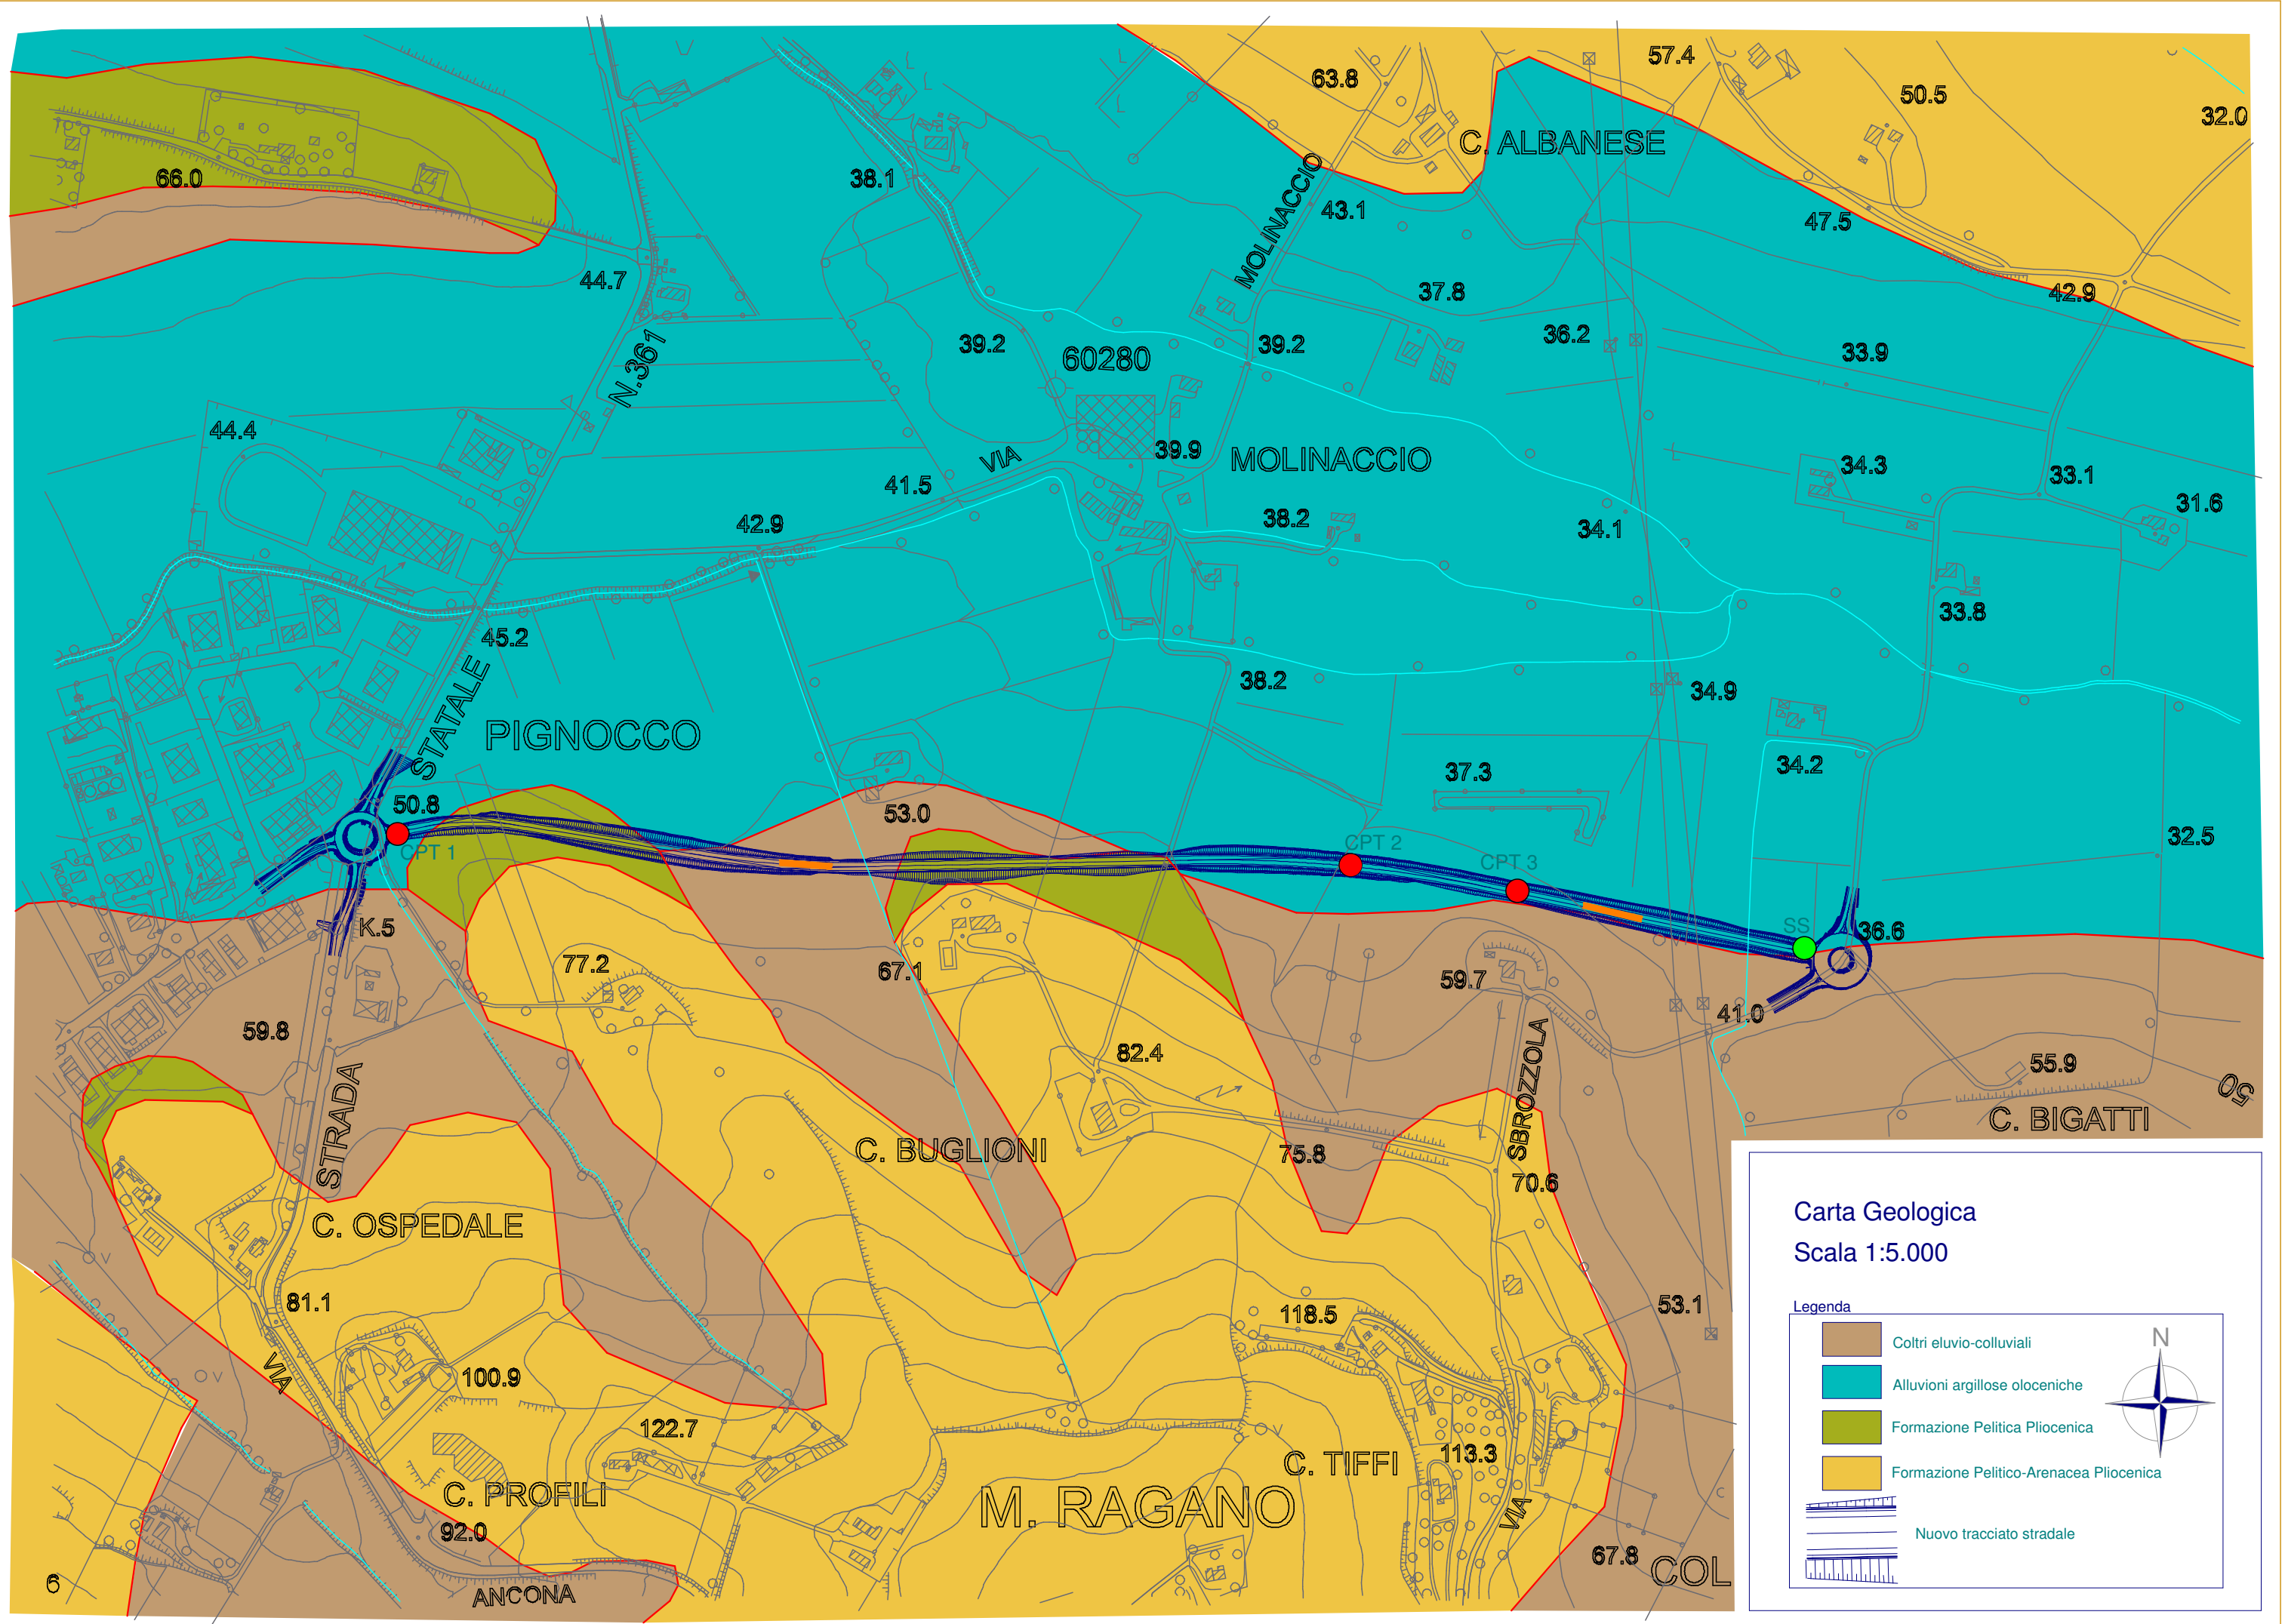 57.4
63.8
50.5
32.0
C. ALBANESE
66.0
38.1
43.1
MOLINACCIO
47.5
44.7
37.8
42.9
36.2
39.2
39.2
60280
33.9
N.361
44.4
39.9
VIA
MOLINACCIO
34.3
33.1
41.5
31.6
42.9
38.2
34.1
33.8
45.2
38.2
34.9
STATALE
PIGNOCCO
34.2
37.3
50.8
53.0
32.5
CPT 1
CPT 2
CPT 3
SS
36.6
K.5
77.2
67.1
59.7
41.0
59.8
82.4
55.9
50
SBROZZOLA
STRADA
C. BIGATTI
C. BUGLIONI
75.8
70.6
C. OSPEDALE
81.1
118.5
53.1
VIA
100.9
122.7
113.3
C. TIFFI
C. PROFILI
M. RAGANO
VIA
92.0
67.8
COL
6
ANCONA
Carta Geologica
Scala 1:5.000
Legenda
N
Coltri eluvio-colluviali
Alluvioni argillose oloceniche
Formazione Pelitica Pliocenica
Formazione Pelitico-Arenacea Pliocenica
Nuovo tracciato stradale